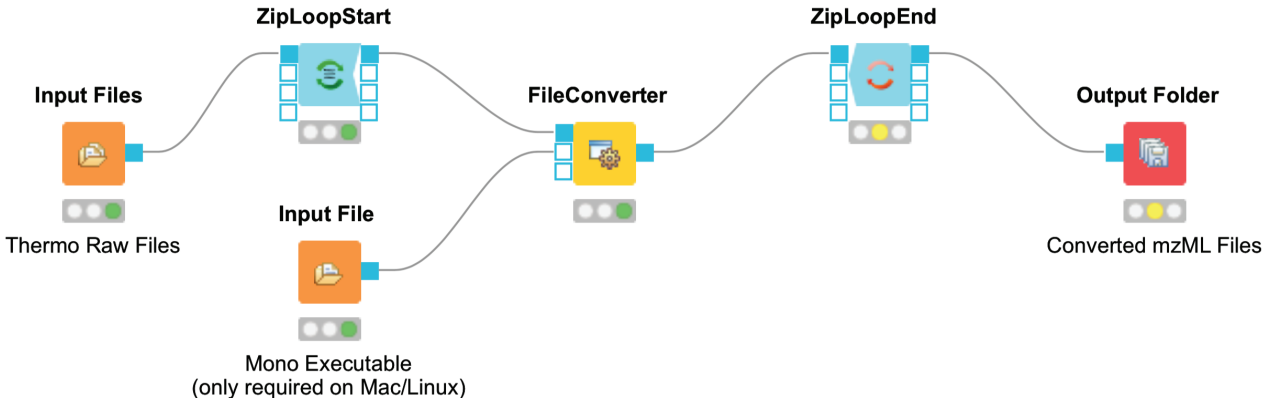 ZipLoopStart
ZipLoopEnd
Input Files
FileConverter
Output Folder
Input File
Thermo Raw Files
Converted mzML Files
Mono Executable
(only required on Mac/Linux)